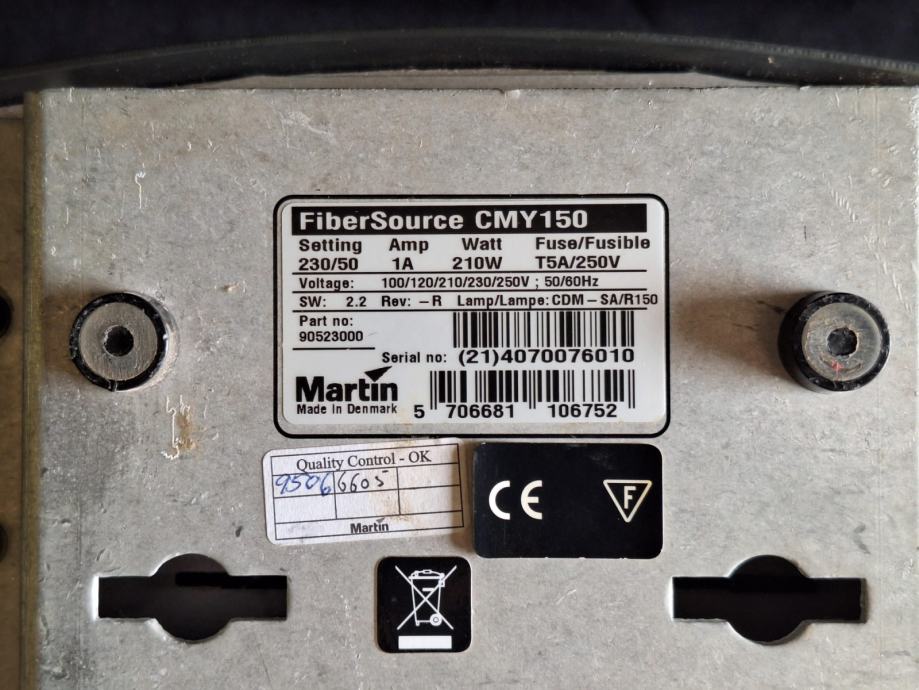 FiberSource CMY150
Setting Amp Watt Fuse/Fusible
230/50 1A 210W T5A/250V
Voltage: 100/120/210/230/250V ; 50/60Hz
SW: 2.2 Rev: –R Lamp/Lampe: CDM–SA/R150
Part no:
90523000
Serial no: (21)4070076010
Martin
Made In Denmark
5 706681 106752
Quality Control - OK
9506 6605
Martin
CE
F